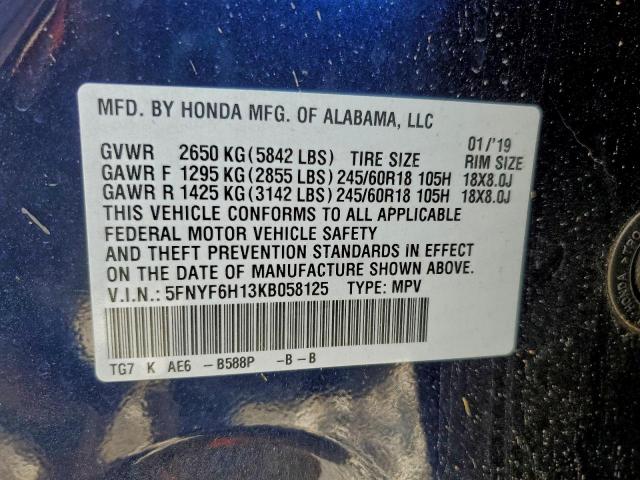 MFD. BY HONDA MFG. OF ALABAMA, LLC
01/'19
GVWR 2650 KG (5842 LBS) TIRE SIZE RIM SIZE
GAWR F 1295 KG (2855 LBS) 245/60R18 105H 18X8.0J
GAWR R 1425 KG (3142 LBS) 245/60R18 105H 18X8.0J
THIS VEHICLE CONFORMS TO ALL APPLICABLE
FEDERAL MOTOR VEHICLE SAFETY
AND THEFT PREVENTION STANDARDS IN EFFECT
ON THE DATE OF MANUFACTURE SHOWN ABOVE.
V.I.N.: 5FNYF6H13KB058125 TYPE: MPV
TG7 K AE6 -B588P -B -B
HONDA